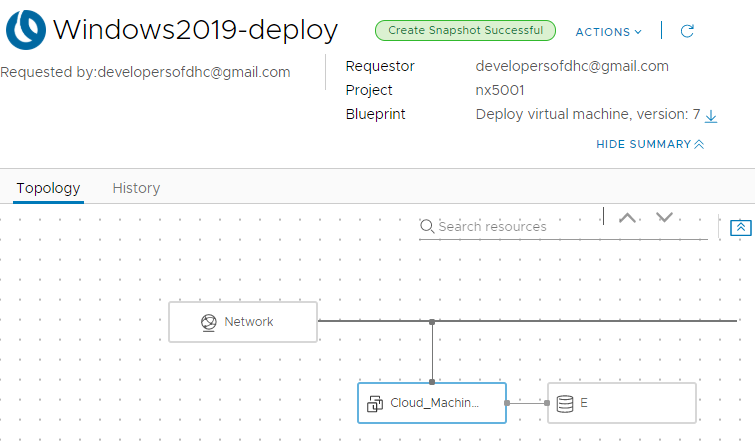 Windows2019-deploy
Create Snapshot Successful
ACTIONS
Requested by:developersofdhc@gmail.com
Requestor developersofdhc@gmail.com
Project nx5001
Blueprint Deploy virtual machine, version: 7
HIDE SUMMARY
Topology History
Search resources
Network
Cloud_Machin... E